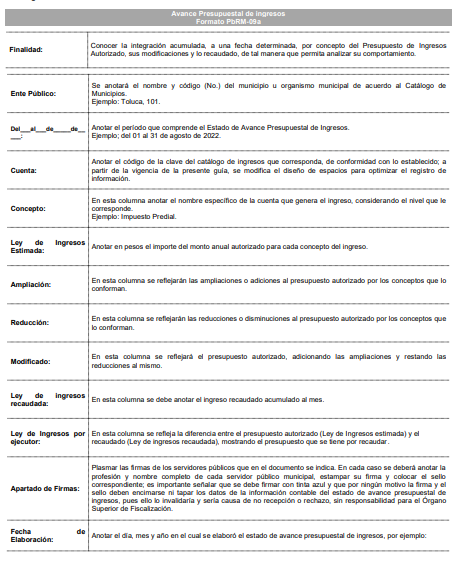 Avance Presupuestal de ingresos
Formato PbRM-09a
Finalidad:
Conocer la integración acumulada, a una fecha determinada, por concepto del Presupuesto de Ingresos
Autorizado, sus modificaciones y lo recaudo, de tal manera que permita analizar su comportamiento.
Ente Público:
Se anotará el nombre y código (No.) del municipio u organismo municipal de acuerdo al Catálogo de
Municipios.
Ejemplo: Toluca, 101.
Del___al___de_____de__
___:
Anotar el período que comprende el Estado de Avance Presupuestal de Ingresos.
Ejemplo; del 01 al 31 de agosto de 2022.
Cuenta:
Anotar el código de la clave del catálogo de ingresos que corresponda, de conformidad con lo establecido; a
partir de la vigencia de la presente guía, se modifica el diseño de espacios para optimizar el registro de
información.
Concepto:
En esta columna anotar el nombre específico de la cuenta que genera el ingreso, considerando el nivel que le
corresponde.
Ejemplo: Impuesto Predial.
Ley de Ingresos
Estimada:
Anotar en pesos el importe del monto anual autorizado para cada concepto del ingreso.
Ampliación:
En esta columna se reflejarán las ampliaciones o adiciones al presupuesto autorizado por los conceptos que lo
conforman.
Reducción:
En esta columna se reflejarán las reducciones o disminuciones al presupuesto autorizado por los conceptos que
lo conforman.
Modificado:
En esta columna se reflejará el presupuesto autorizado, adicionando las ampliaciones y restando las
reducciones al mismo.
Ley de ingresos
recaudada:
En esta columna se debe anotar el ingreso recaudado acumulado al mes.
Ley de Ingresos por
ejecutor:
En esta columna se refleja la diferencia entre el presupuesto autorizado (Ley de Ingresos estimada) y el
recaudado (Ley de ingresos recaudada), mostrando el presupuesto que se tiene por recaudar.
Apartado de Firmas:
Plasmar las firmas de los servidores públicos que en el documento se indica. En cada caso se deberá anotar la
profesión y nombre completo de cada servidor público municipal, estampar su firma y colocar el sello
correspondiente; es importante señalar que se debe firmar con tinta azul y que por ningún motivo la firma y el
sello deben encimarse ni tapar los datos de la información contable del estado de avance presupuestal de
ingresos, pues ello lo invalidaría y sería causa de no recepción o rechazo, sin responsabilidad para el Órgano
Superior de Fiscalización.
Fecha de
Elaboración:
Anotar el día, mes y año en el cual se elaboró el estado de avance presupuestal de ingresos, por ejemplo: